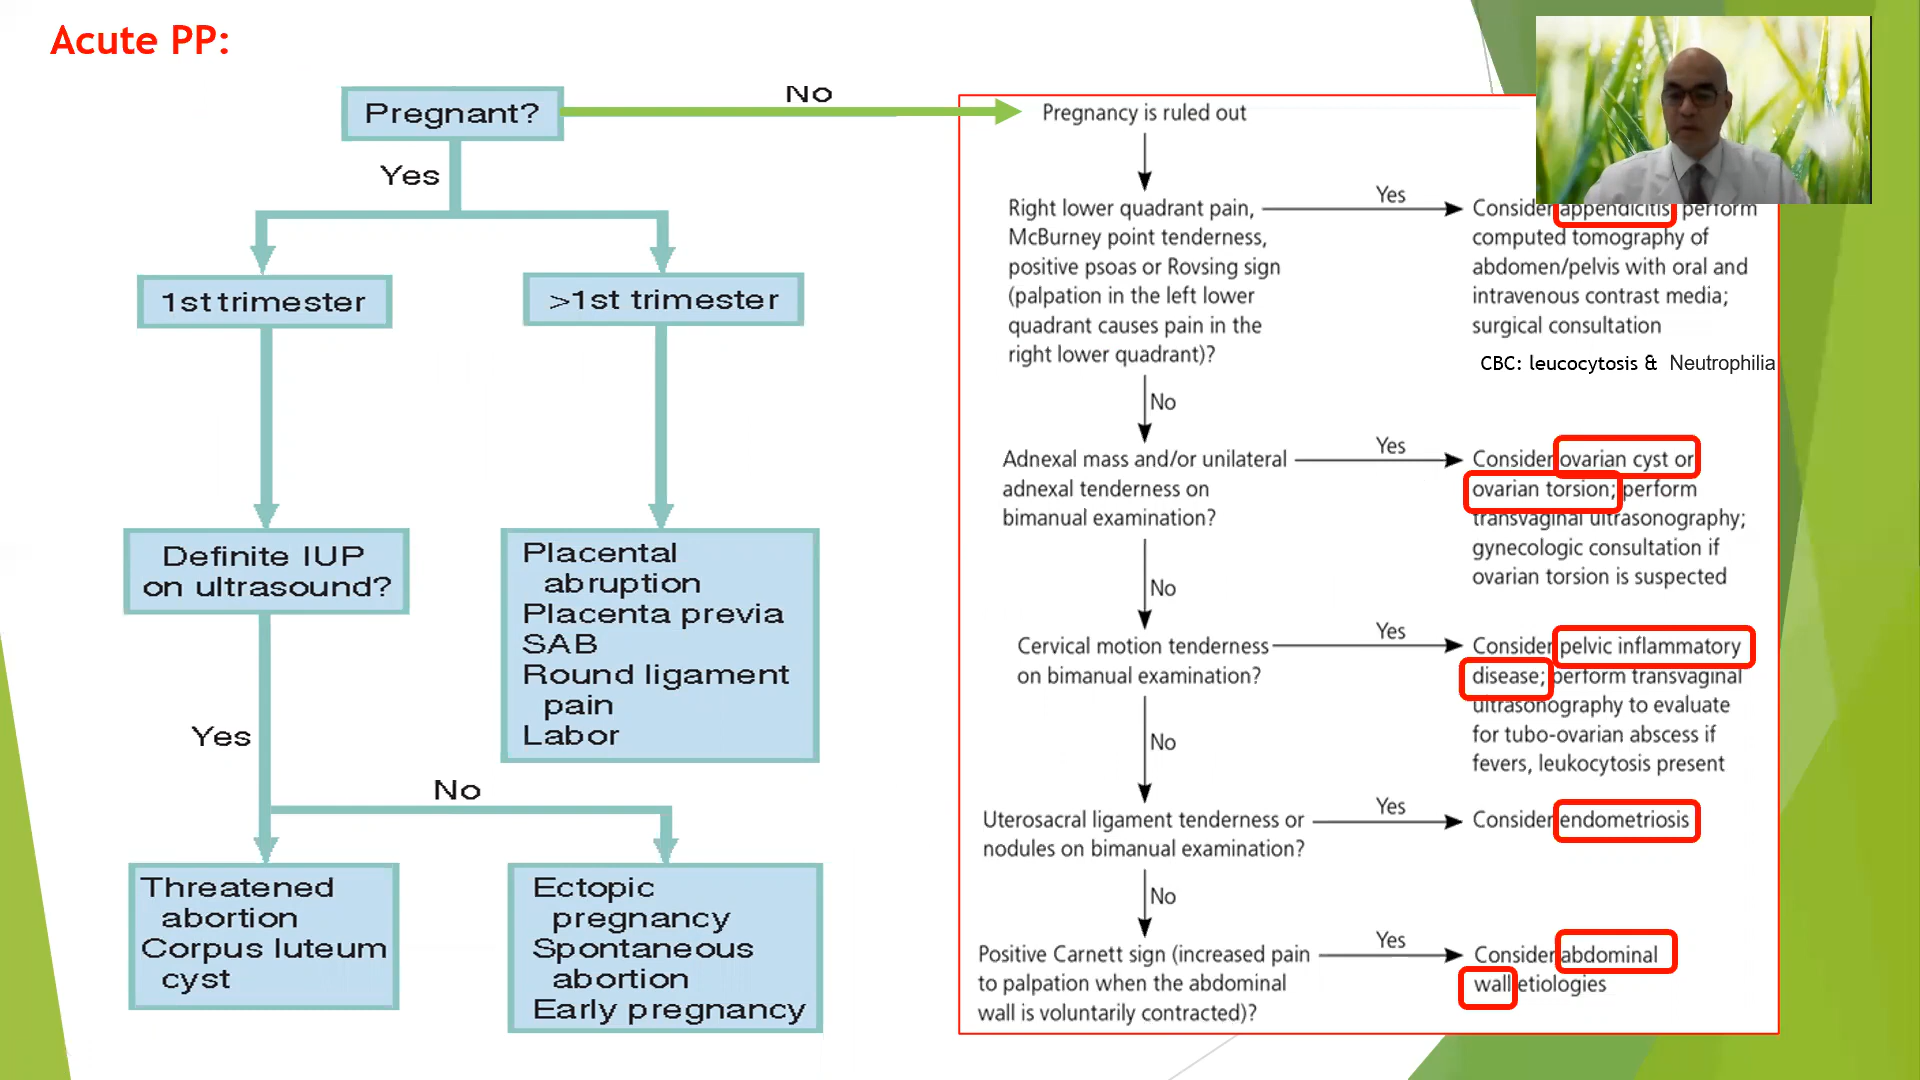 Acute PP:
Pregnant?
No
Yes
1st trimester
>1st trimester
Definite IUP
on ultrasound?
Placental
abruption
Placenta previa
SAB
Round ligament
pain
Labor
Yes
No
Threatened
abortion
Corpus luteum
cyst
Ectopic
pregnancy
Spontaneous
abortion
Early pregnancy
Pregnancy is ruled out
Right lower quadrant pain,
McBurney point tenderness,
positive psoas or Rovsing sign
(palpation in the left lower
quadrant causes pain in the
right lower quadrant)?
Yes
Consider appendicitis; perform
computed tomography of
abdomen/pelvis with oral and
intravenous contrast media;
surgical consultation
CBC: leucocytosis & Neutrophilia
No
Adnexal mass and/or unilateral
adnexal tenderness on
bimanual examination?
Yes
Consider ovarian cyst or
ovarian torsion; perform
transvaginal ultrasonography;
gynecologic consultation if
ovarian torsion is suspected
No
Cervical motion tenderness
on bimanual examination?
Yes
Consider pelvic inflammatory
disease; perform transvaginal
ultrasonography to evaluate
for tubo-ovarian abscess if
fevers, leukocytosis present
No
Uterosacral ligament tenderness or
nodules on bimanual examination?
Yes
Consider endometriosis
No
Positive Carnett sign (increased pain
to palpation when the abdominal
wall is voluntarily contracted)?
Yes
Consider abdominal
wall etiologies